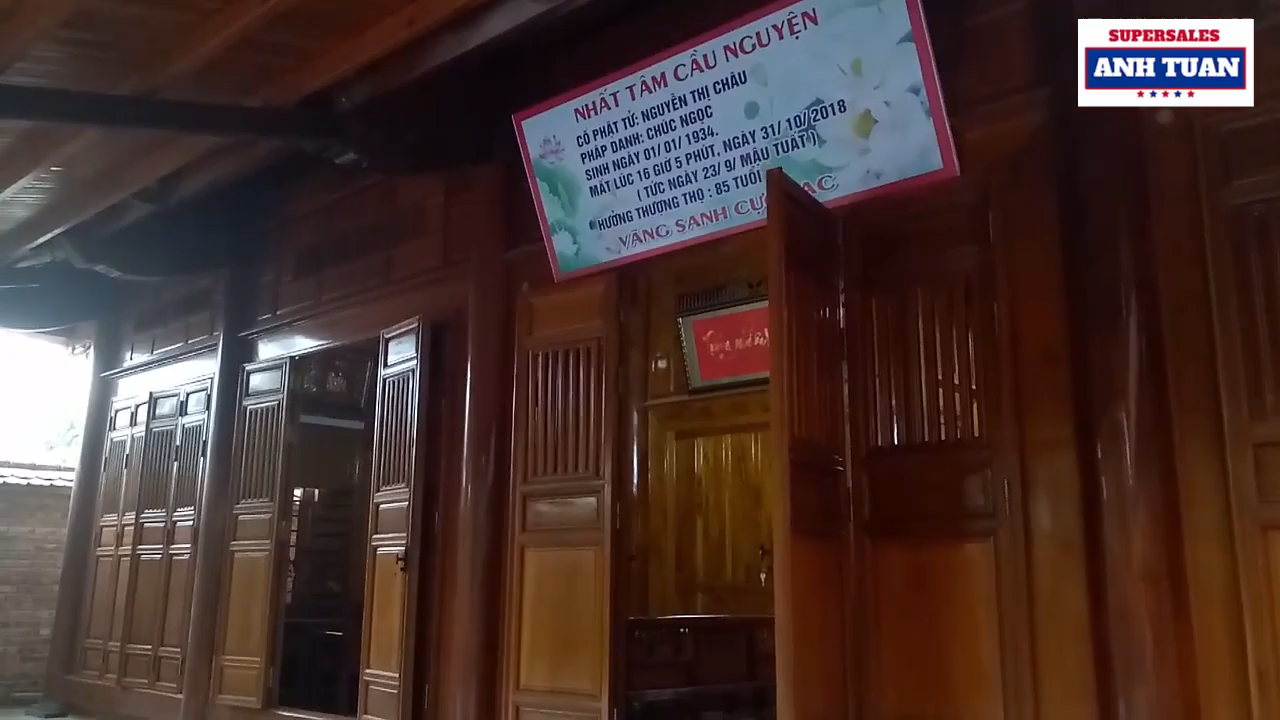 SUPERSALES
ANH TUAN
NHẤT TÂM CẦU NGUYỆN
CỐ PHẬT TỬ: NGUYỄN THỊ CHÂU
PHÁP DANH: CHÚC NGỌC
SINH NGÀY 01/ 01/ 1934.
MẤT LÚC 16 GIỜ 5 PHÚT, NGÀY 31/ 10/ 2018
( TỨC NGÀY 23/ 9/ MẬU TUẤT )
HƯỞNG THƯỢNG THỌ : 85 TUỔI
VÃNG SANH CỰC LẠC